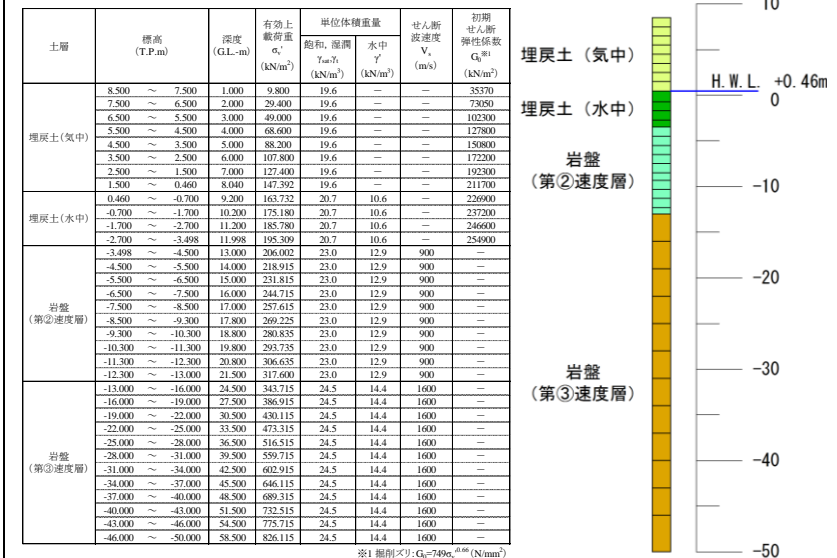 土層 標高 (T.P.m) 深度 (G.L.-m) 有効上載荷重 σv' (kN/m²) 単位体積重量 飽和, 湿潤 γsat,γt (kN/m³) 水中 γ' (kN/m³) せん断波速度 Vs (m/s) 初期せん断弾性係数 G0※1 (kN/m²)
埋戻土(気中)
8.500 ～ 7.500 1.000 9.800 19.6 － － 35370
7.500 ～ 6.500 2.000 29.400 19.6 － － 73050
6.500 ～ 5.500 3.000 49.000 19.6 － － 102300
5.500 ～ 4.500 4.000 68.600 19.6 － － 127800
4.500 ～ 3.500 5.000 88.200 19.6 － － 150800
3.500 ～ 2.500 6.000 107.800 19.6 － － 172200
2.500 ～ 1.500 7.000 127.400 19.6 － － 192300
1.500 ～ 0.460 8.040 147.392 19.6 － － 211700
埋戻土(水中)
0.460 ～ -0.700 9.200 163.732 20.7 10.6 － 226900
-0.700 ～ -1.700 10.200 175.180 20.7 10.6 － 237200
-1.700 ～ -2.700 11.200 185.780 20.7 10.6 － 246600
-2.700 ～ -3.498 11.998 195.309 20.7 10.6 － 254900
岩盤 (第②速度層)
-3.498 ～ -4.500 13.000 206.002 23.0 12.9 900 －
-4.500 ～ -5.500 14.000 218.915 23.0 12.9 900 －
-5.500 ～ -6.500 15.000 231.815 23.0 12.9 900 －
-6.500 ～ -7.500 16.000 244.715 23.0 12.9 900 －
-7.500 ～ -8.500 17.000 257.615 23.0 12.9 900 －
-8.500 ～ -9.300 17.800 269.225 23.0 12.9 900 －
-9.300 ～ -10.300 18.800 280.835 23.0 12.9 900 －
-10.300 ～ -11.300 19.800 293.735 23.0 12.9 900 －
-11.300 ～ -12.300 20.800 306.635 23.0 12.9 900 －
-12.300 ～ -13.000 21.500 317.600 23.0 12.9 900 －
岩盤 (第③速度層)
-13.000 ～ -16.000 24.500 343.715 24.5 14.4 1600 －
-16.000 ～ -19.000 27.500 386.915 24.5 14.4 1600 －
-19.000 ～ -22.000 30.500 430.115 24.5 14.4 1600 －
-22.000 ～ -25.000 33.500 473.315 24.5 14.4 1600 －
-25.000 ～ -28.000 36.500 516.515 24.5 14.4 1600 －
-28.000 ～ -31.000 39.500 559.715 24.5 14.4 1600 －
-31.000 ～ -34.000 42.500 602.915 24.5 14.4 1600 －
-34.000 ～ -37.000 45.500 646.115 24.5 14.4 1600 －
-37.000 ～ -40.000 48.500 689.315 24.5 14.4 1600 －
-40.000 ～ -43.000 51.500 732.515 24.5 14.4 1600 －
-43.000 ～ -46.000 54.500 775.715 24.5 14.4 1600 －
-46.000 ～ -50.000 58.500 826.115 24.5 14.4 1600 －
※1 掘削ズリ:G0=749σv'^0.66 (N/mm²)
10
埋戻土（気中）
H.W.L. +0.46m
0
埋戻土（水中）
岩盤
（第②速度層）
-10
-20
岩盤
（第③速度層）
-30
-40
-50